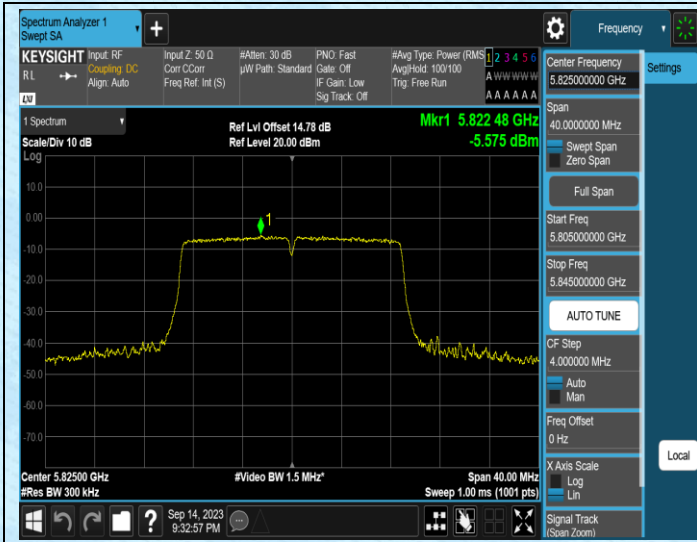 Spectrum Analyzer 1
Swept SA
+
Frequency
KEYSIGHT
RL
LXI
Input: RF
Coupling: DC
Align: Auto
Input Z: 50 Ω
Corr CCorr
Freq Ref: Int (S)
#Atten: 30 dB
µW Path: Standard
PNO: Fast
Gate: Off
IF Gain: Low
Sig Track: Off
#Avg Type: Power (RMS
Avg|Hold: 100/100
Trig: Free Run
1 2 3 4 5 6
A W W W W W
A A A A A A
1 Spectrum
Scale/Div 10 dB
Log
Ref Lvl Offset 14.78 dB
Ref Level 20.00 dBm
Mkr1 5.822 48 GHz
-5.575 dBm
10.0
0.00
-10.0
-20.0
-30.0
-40.0
-50.0
-60.0
-70.0
1
Center 5.82500 GHz
#Res BW 300 kHz
#Video BW 1.5 MHz*
Span 40.00 MHz
Sweep 1.00 ms (1001 pts)
?
Sep 14, 2023
9:32:57 PM
Center Frequency
5.825000000 GHz
Span
40.0000000 MHz
Swept Span
Zero Span
Full Span
Start Freq
5.805000000 GHz
Stop Freq
5.845000000 GHz
AUTO TUNE
CF Step
4.000000 MHz
Auto
Man
Freq Offset
0 Hz
X Axis Scale
Log
Lin
Signal Track
(Span Zoom)
Settings
Local